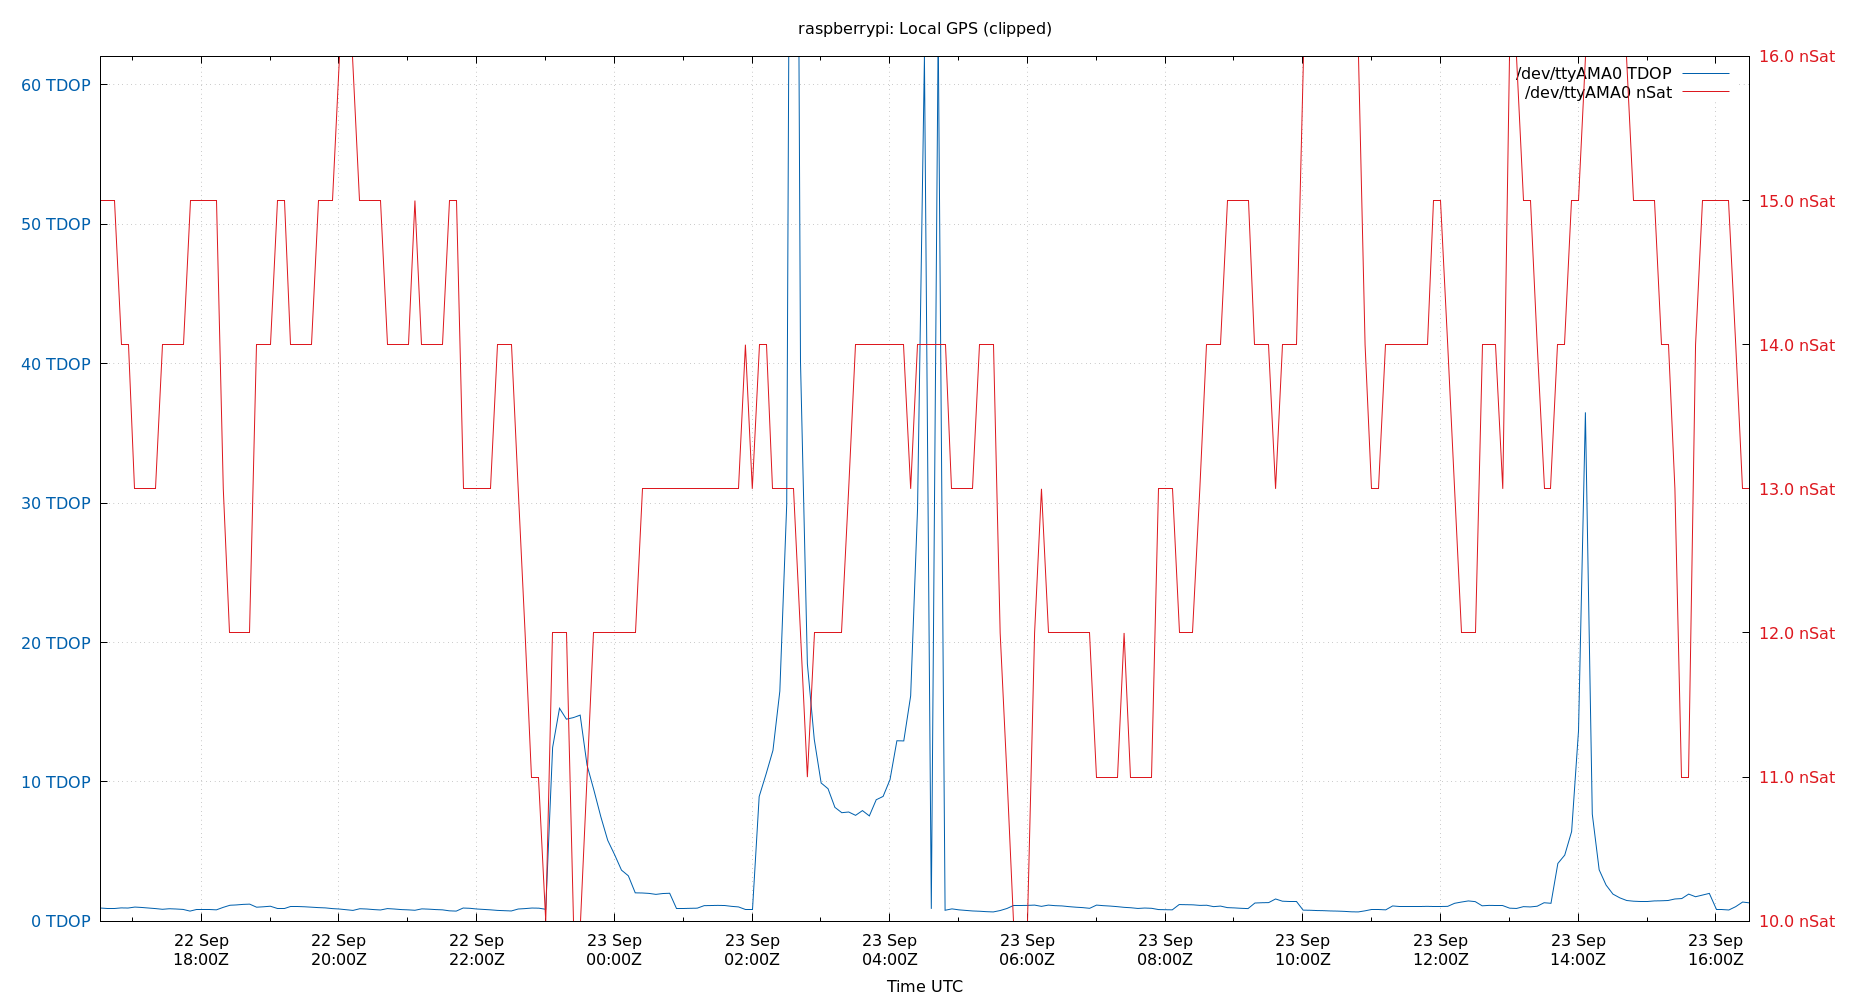 raspberrypi: Local GPS (clipped)
60 TDOP
50 TDOP
40 TDOP
30 TDOP
20 TDOP
10 TDOP
0 TDOP
16.0 nSat
15.0 nSat
14.0 nSat
13.0 nSat
12.0 nSat
11.0 nSat
10.0 nSat
/dev/ttyAMA0 TDOP
/dev/ttyAMA0 nSat
22 Sep
18:00Z
22 Sep
20:00Z
22 Sep
22:00Z
23 Sep
00:00Z
23 Sep
02:00Z
23 Sep
04:00Z
23 Sep
06:00Z
23 Sep
08:00Z
23 Sep
10:00Z
23 Sep
12:00Z
23 Sep
14:00Z
23 Sep
16:00Z
Time UTC